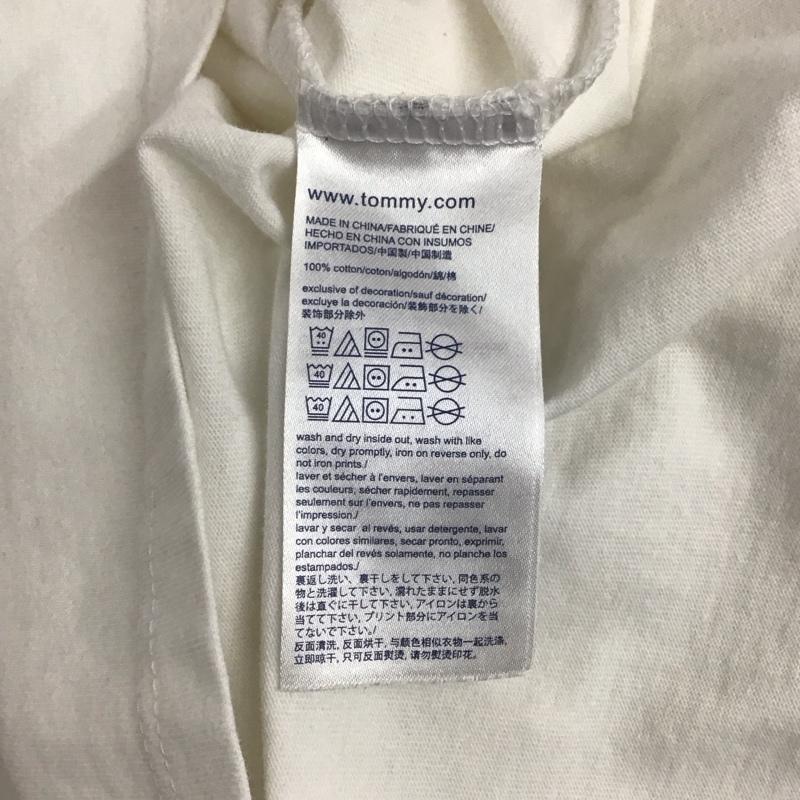 www.tommy.com
MADE IN CHINA/FABRIQUÉ EN CHINE/
HECHO EN CHINA CON INSUMOS
IMPORTADOS/中国製/中国制造
100% cotton/coton/algodón/綿/棉
exclusive of decoration/sauf décoration/
excluye la decoración/装飾部分を除く/
装饰部分除外
40
40
40
wash and dry inside out, wash with like
colors, dry promptly, iron on reverse only, do
not iron prints./
laver et sécher à l'envers, laver en séparant
les couleurs, sécher rapidement, repasser
seulement sur l'envers, ne pas repasser
l'impression./
lavar y secar al revés, usar detergente, lavar
con colores similares, secar pronto, exprimir,
planchar del revés solamente, no planche los
estampados./
裏返し洗い、裏干しをして下さい, 同色系の
物と洗濯して下さい, 濡れたままにせず脱水
後は直ぐに干して下さい, アイロンは裏から
当てて下さい, プリント部分にアイロンを当
てないで下さい/
反面清洗, 反面烘干, 与颜色相似衣物一起洗涤,
立即晾干, 只可反面熨烫, 请勿熨烫印花。